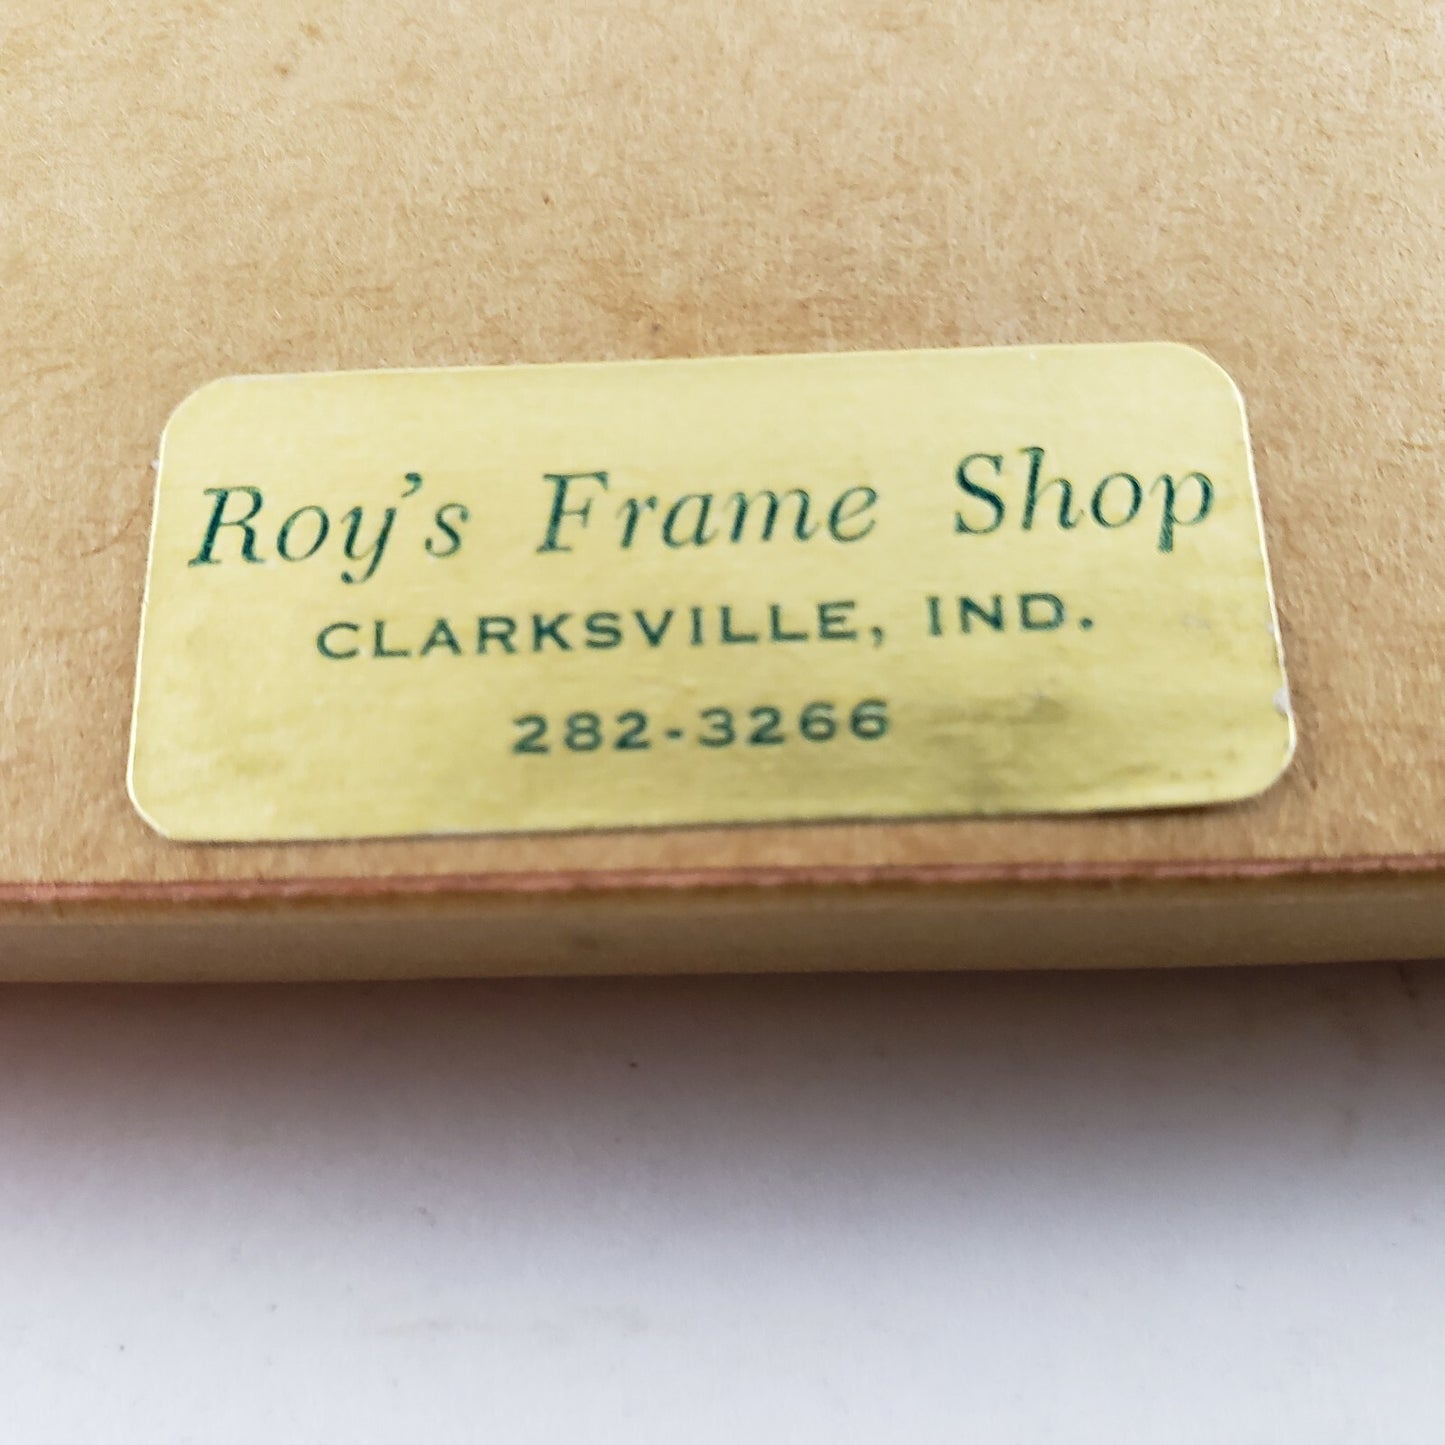 Roy's Frame Shop
CLARKSVILLE, IND.
282-3266